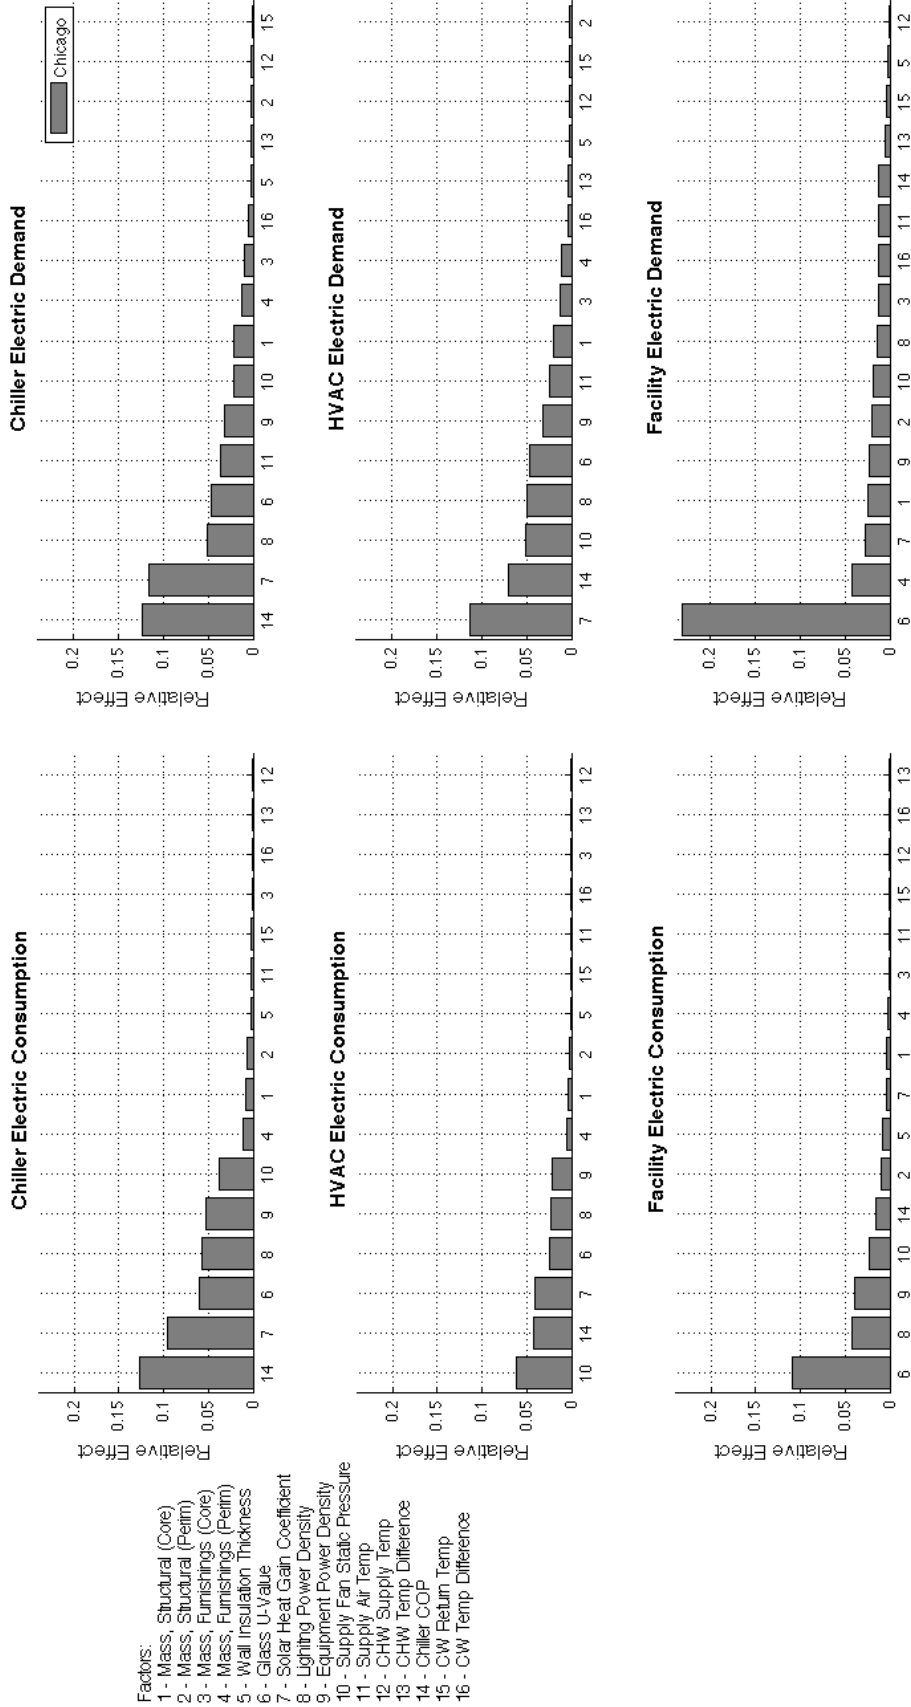 Factors:
1 - Mass, Structural (Core)
2 - Mass, Structural (Perim)
3 - Mass, Furnishings (Core)
4 - Mass, Furnishings (Perim)
5 - Wall Insulation Thickness
6 - Glass U-Value
7 - Solar Heat Gain Coefficient
8 - Lighitng Power Density
9 - Equipment Power Density
10 - Supply Fan Static Pressure
11 - Supply Air Temp
12 - CHW Supply Temp
13 - CHW Temp Difference
14 - Chiller COP
15 - CW Return Temp
16 - CW Temp Difference
Chiller Electric Consumption
Relative Effect
0.2
0.15
0.1
0.05
0
14 7 6 8 9 10 4 1 2 5 11 15 3 16 13 12
Chiller Electric Demand
Chicago
Relative Effect
0.2
0.15
0.1
0.05
0
14 7 8 6 11 9 10 1 4 3 16 5 13 2 12 15
HVAC Electric Consumption
Relative Effect
0.2
0.15
0.1
0.05
0
10 14 7 6 8 9 4 1 2 5 15 11 16 3 13 12
HVAC Electric Demand
Relative Effect
0.2
0.15
0.1
0.05
0
7 14 10 8 6 9 11 1 3 4 16 13 5 12 15 2
Facility Electric Consumption
Relative Effect
0.2
0.15
0.1
0.05
0
6 8 9 10 14 2 5 7 1 4 3 11 15 12 16 13
Facility Electric Demand
Relative Effect
0.2
0.15
0.1
0.05
0
6 4 7 1 9 2 10 8 3 16 11 14 13 15 5 12